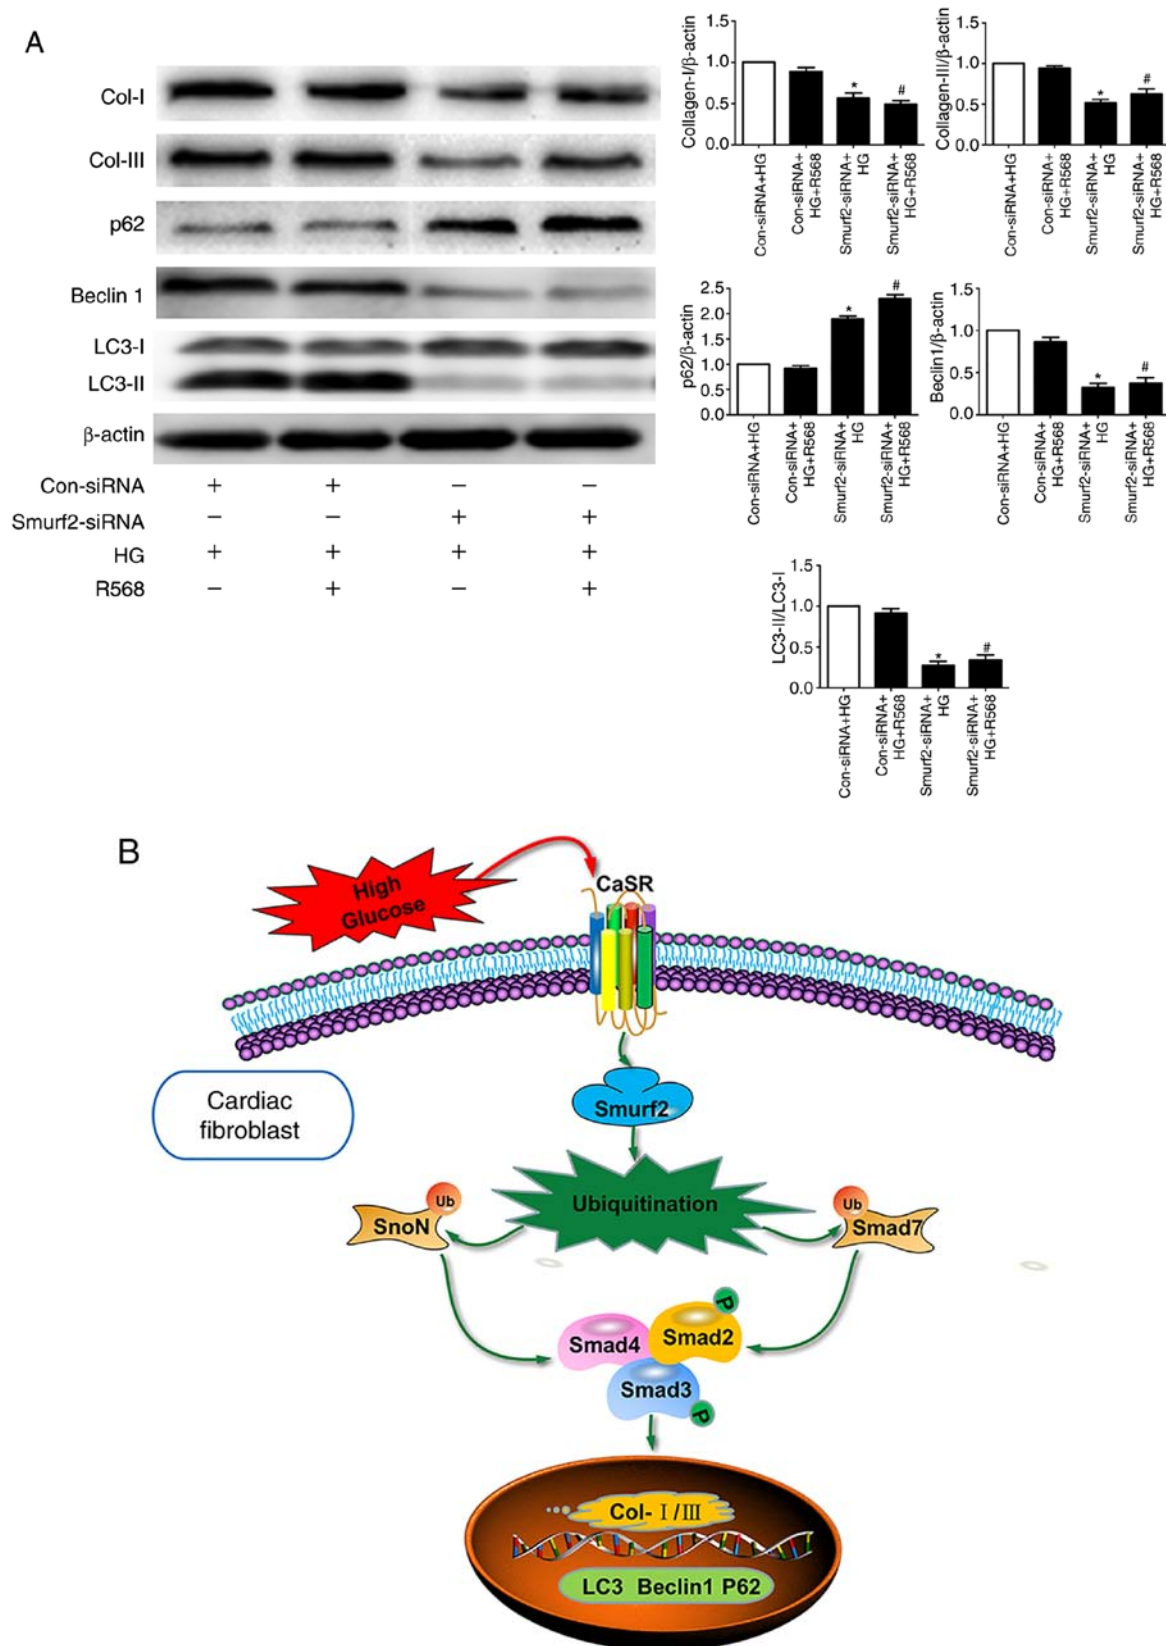 A
Col-I
Col-III
p62
Beclin 1
LC3-I
LC3-II
β-actin
Con-siRNA + + − −
Smurf2-siRNA − − + +
HG + + + +
R568 − + − +
Collagen-I/β-actin
1.5
1.0
0.5
0.0
*
#
Con-siRNA+HG
Con-siRNA+
HG+R568
Smurf2-siRNA+
HG
Smurf2-siRNA+
HG+R568
Collagen-III/β-actin
1.5
1.0
0.5
0.0
*
#
Con-siRNA+HG
Con-siRNA+
HG+R568
Smurf2-siRNA+
HG
Smurf2-siRNA+
HG+R568
p62/β-actin
2.5
2.0
1.5
1.0
0.5
0.0
*
#
Con-siRNA+HG
Con-siRNA+
HG+R568
Smurf2-siRNA+
HG
Smurf2-siRNA+
HG+R568
Beclin1/β-actin
1.5
1.0
0.5
0.0
*
#
Con-siRNA+HG
Con-siRNA+
HG+R568
Smurf2-siRNA+
HG
Smurf2-siRNA+
HG+R568
LC3-II/LC3-I
1.5
1.0
0.5
0.0
*
#
Con-siRNA+HG
Con-siRNA+
HG+R568
Smurf2-siRNA+
HG
Smurf2-siRNA+
HG+R568
B
High
Glucose
CaSR
Cardiac
fibroblast
Smurf2
Ubiquitination
Ub
SnoN
Ub
Smad7
P
Smad4
Smad2
Smad3
P
Col- Ⅰ/Ⅲ
LC3 Beclin1 P62